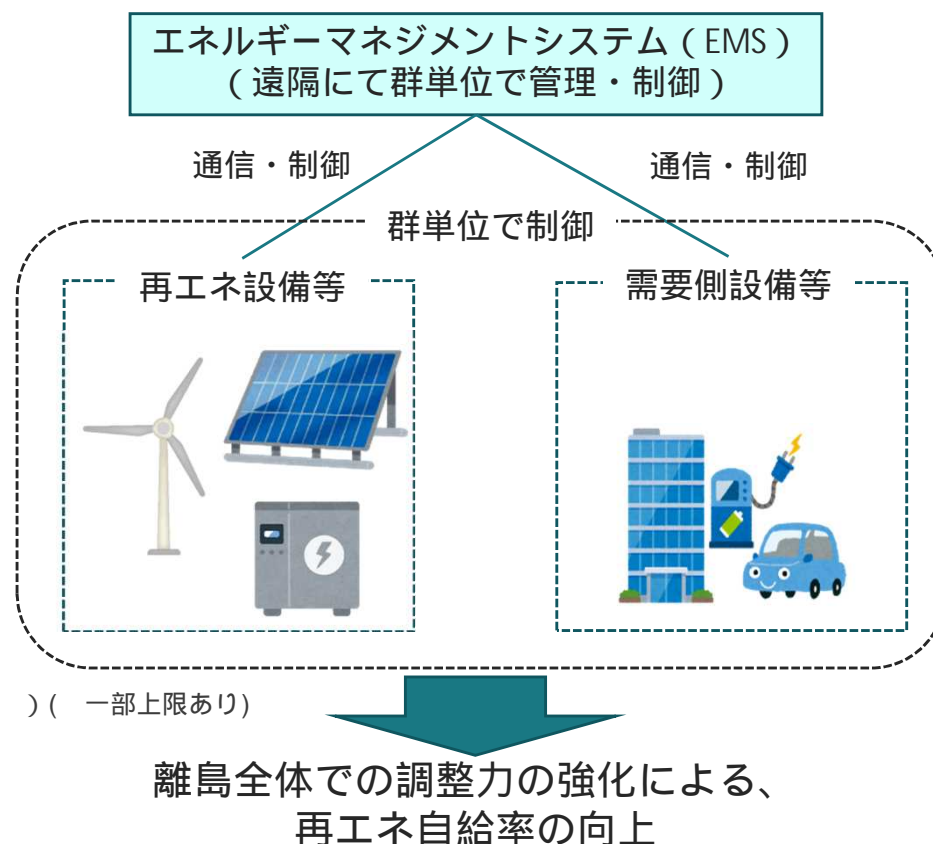 エネルギーマネジメントシステム（EMS）
（遠隔にて群単位で管理・制御）
通信・制御
通信・制御
群単位で制御
再エネ設備等
需要側設備等
）(　一部上限あり)
離島全体での調整力の強化による、
再エネ自給率の向上